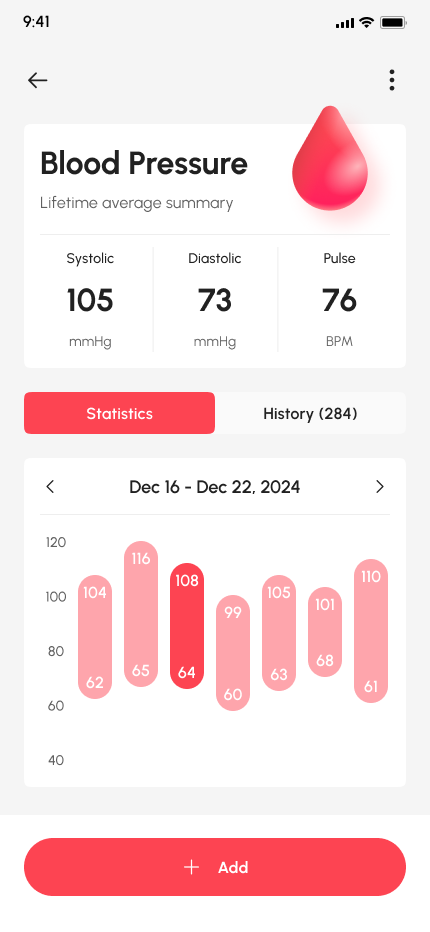 9:41
Blood Pressure
Lifetime average summary
Systolic Diastolic Pulse
105 73 76
mmHg mmHg BPM
Statistics History (284)
Dec 16 - Dec 22, 2024
120
116
108 110
104 105
100 101
99
80
65 64 68
62 63 61
60 60
40
Add